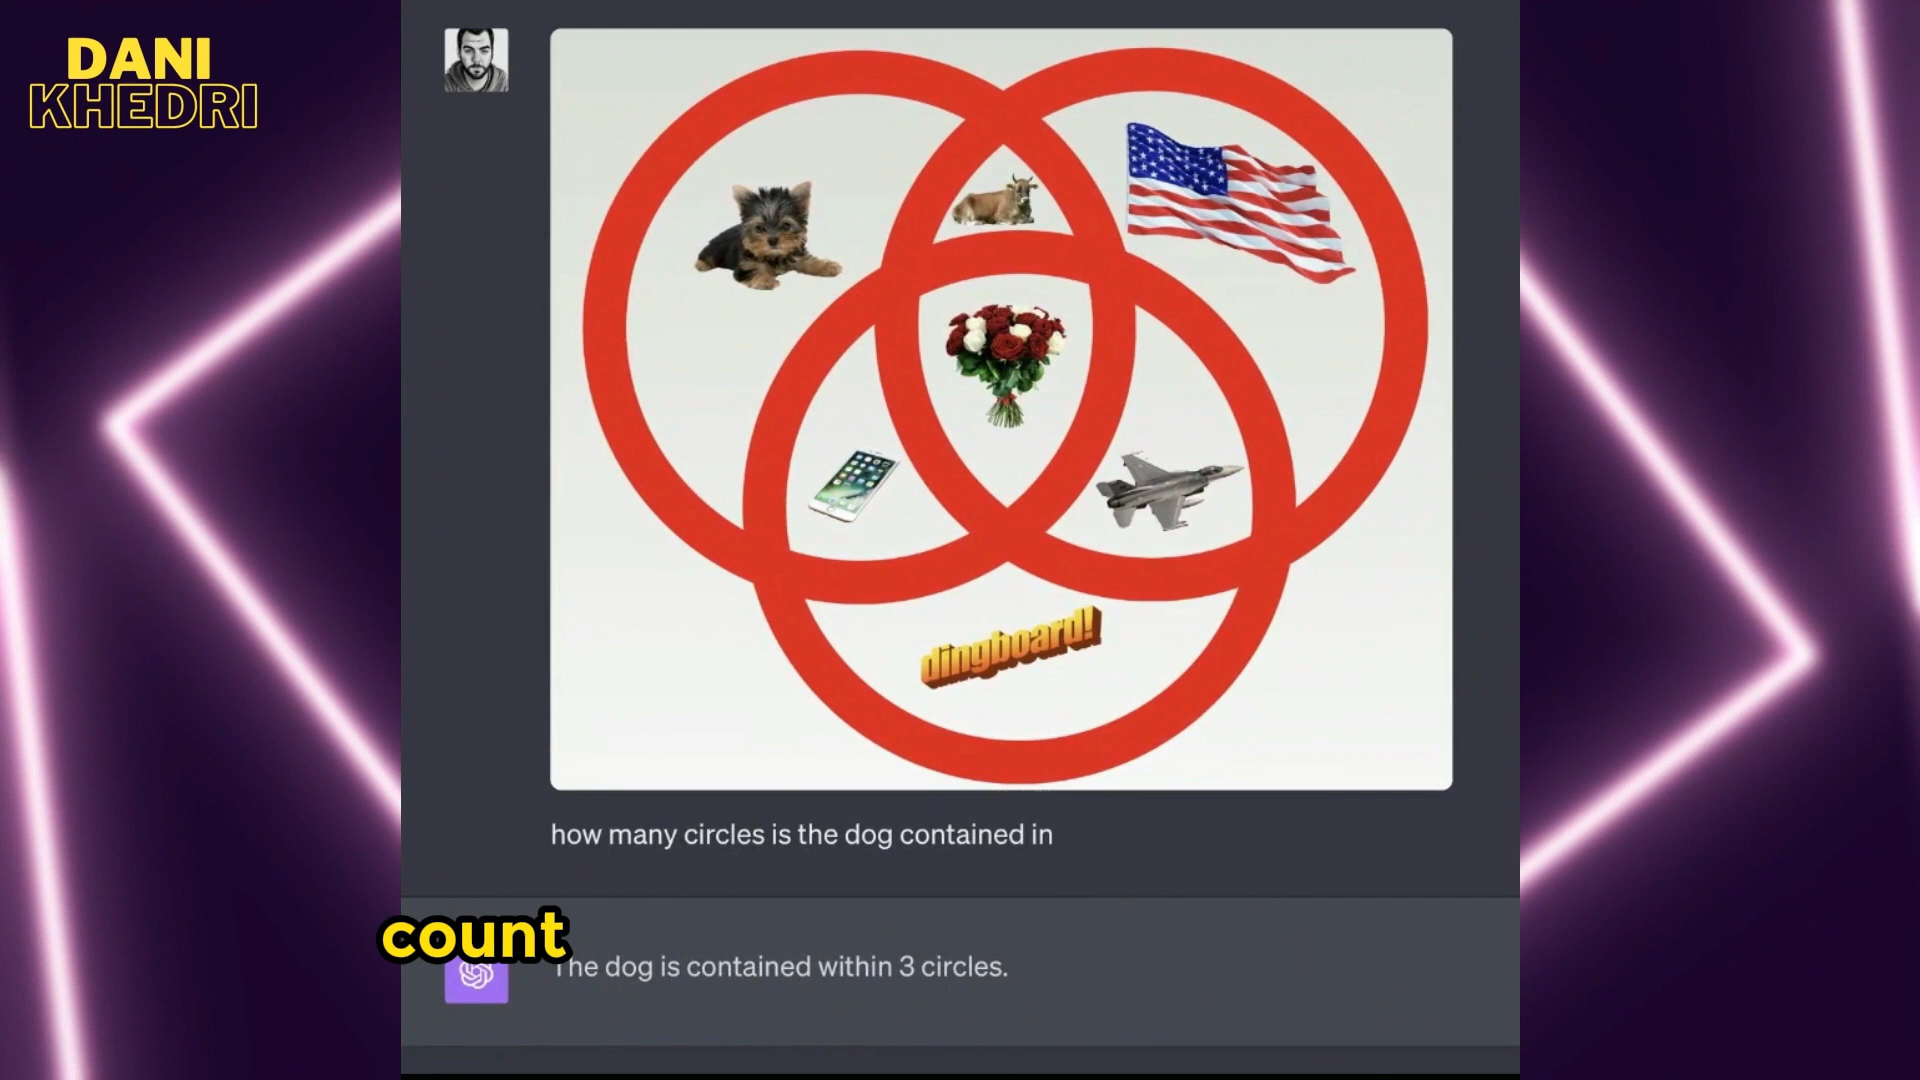 DANI
KHEDRI
dingboard!
how many circles is the dog contained in
count
The dog is contained within 3 circles.